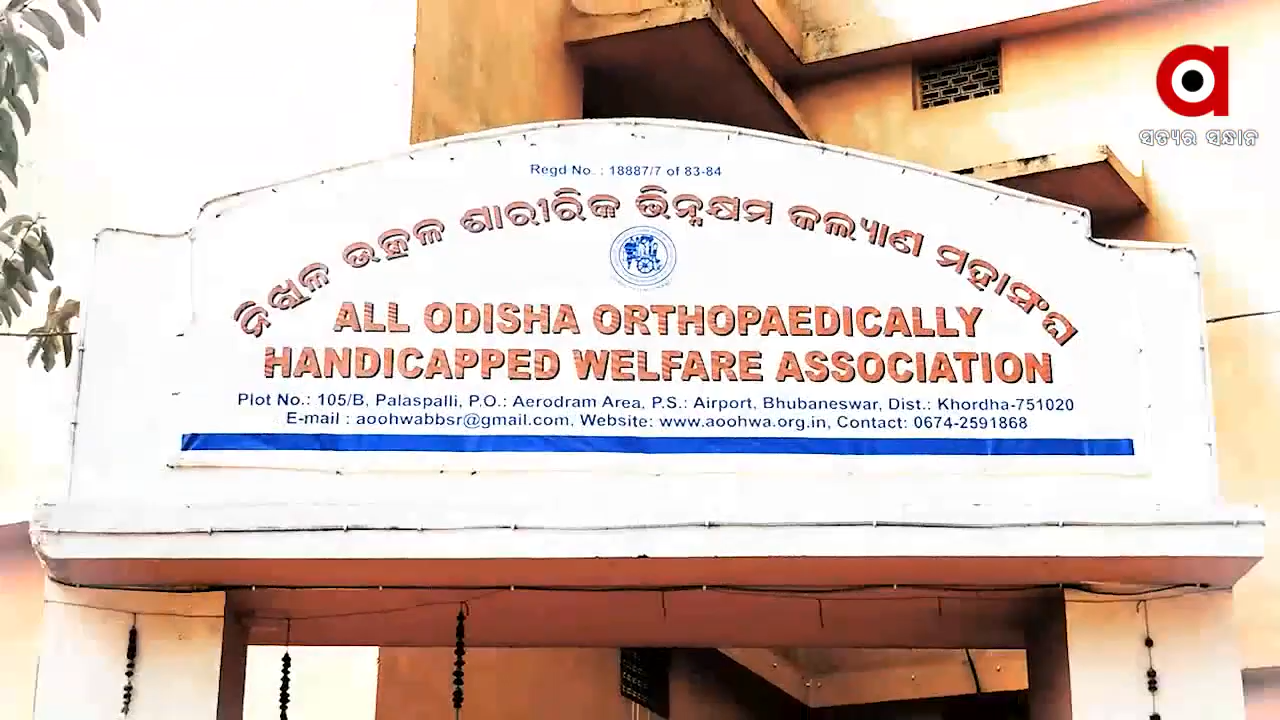 ସତ୍ୟର ସନ୍ଧାନ
Regd No. : 18887/7 of 83-84
ନିଖିଳ ଉତ୍କଳ ଶାରୀରିକ ଭିନ୍ନକ୍ଷମ କଲ୍ୟାଣ ମହାସଂଘ
ALL ODISHA ORTHOPAEDICALLY
HANDICAPPED WELFARE ASSOCIATION
Plot No.: 105/B, Palaspalli, P.O.: Aerodram Area, P.S.: Airport, Bhubaneswar, Dist.: Khordha-751020
E-mail : aoohwabbsr@gmail.com, Website: www.aoohwa.org.in, Contact: 0674-2591868